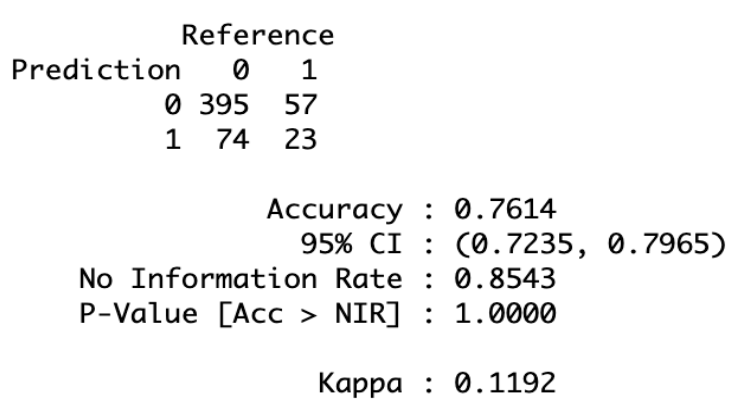 Reference
Prediction 0 1
0 395 57
1 74 23
Accuracy : 0.7614
95% CI : (0.7235, 0.7965)
No Information Rate : 0.8543
P-Value [Acc > NIR] : 1.0000
Kappa : 0.1192